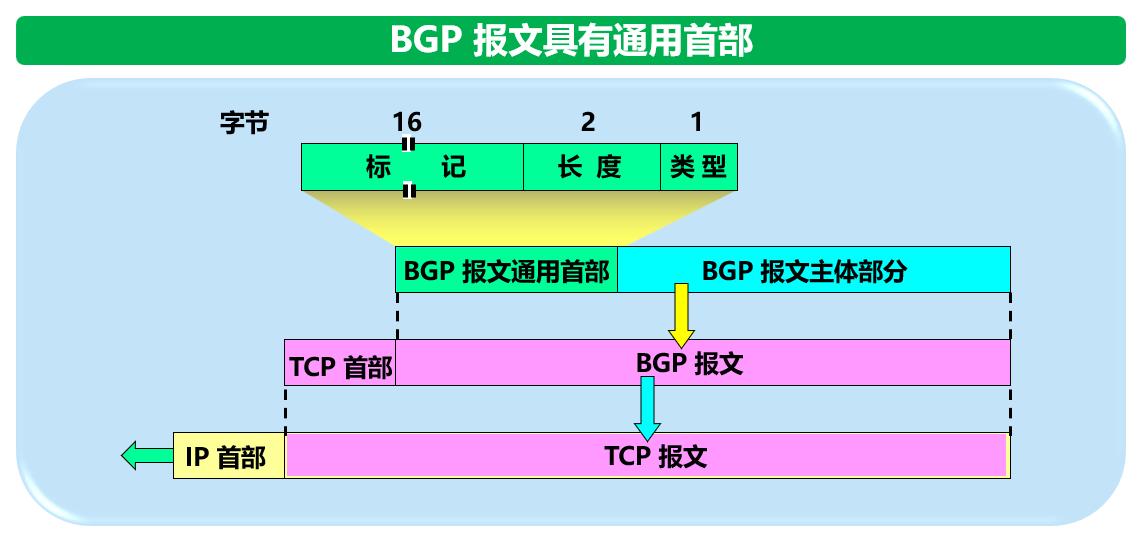 BGP 报文具有通用首部
字节 16 2 1
标 记 长 度 类 型
BGP 报文通用首部 BGP 报文主体部分
TCP 首部 BGP 报文
IP 首部 TCP 报文